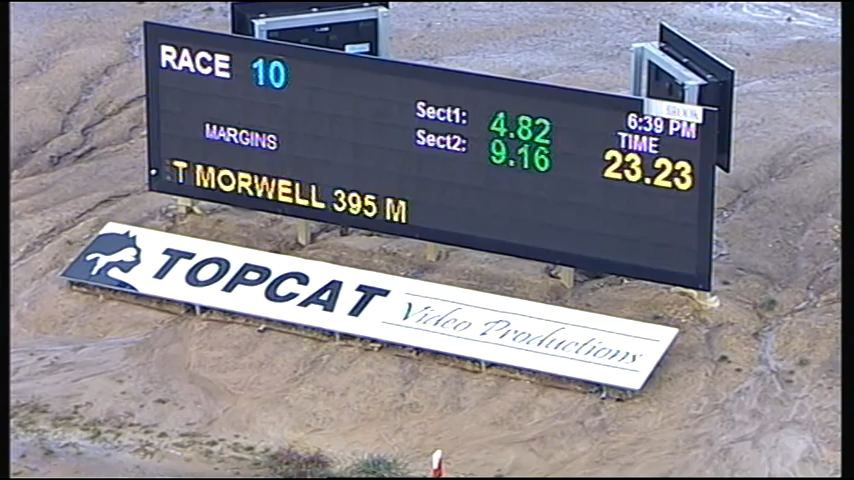 RACE 10
Sect1: 4.82
6:39 PM
MARGINS
Sect2: 9.16
TIME
23.23
T MORWELL 395 M
TOPCAT Video Productions